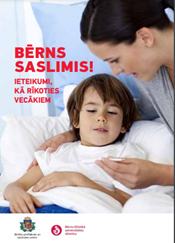 BĒRNS
SASLIMIS!
IETEIKUMI,
KĀ RĪKOTIES
VECĀKIEM